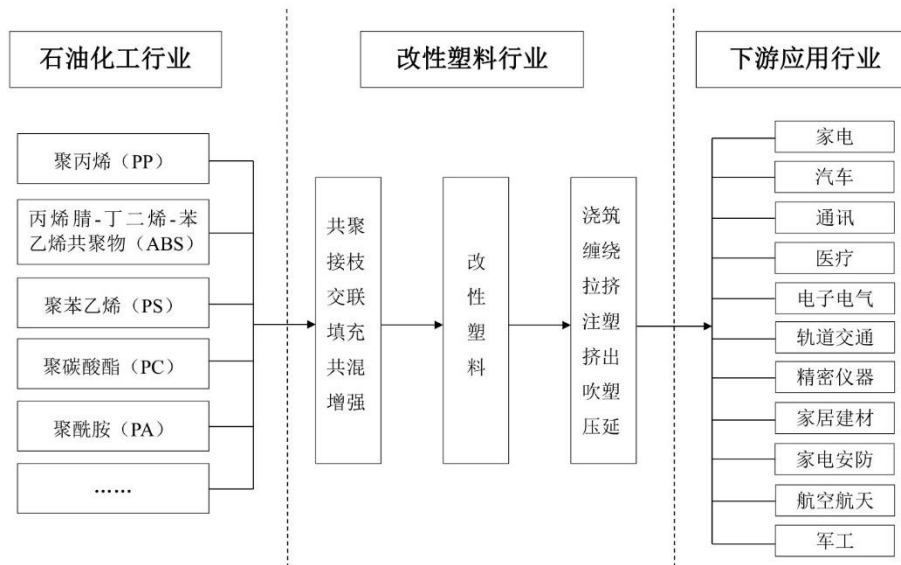 石油化工行业
改性塑料行业
下游应用行业
聚丙烯（PP）
丙烯腈-丁二烯-苯
乙烯共聚物（ABS）
聚苯乙烯（PS）
聚碳酸酯（PC）
聚酰胺（PA）
……
共聚
接枝
交联
填充
共混
增强
改
性
塑
料
浇筑
缠绕
拉挤
注塑
挤出
吹塑
压延
家电
汽车
通讯
医疗
电子电气
轨道交通
精密仪器
家居建材
家电安防
航空航天
军工